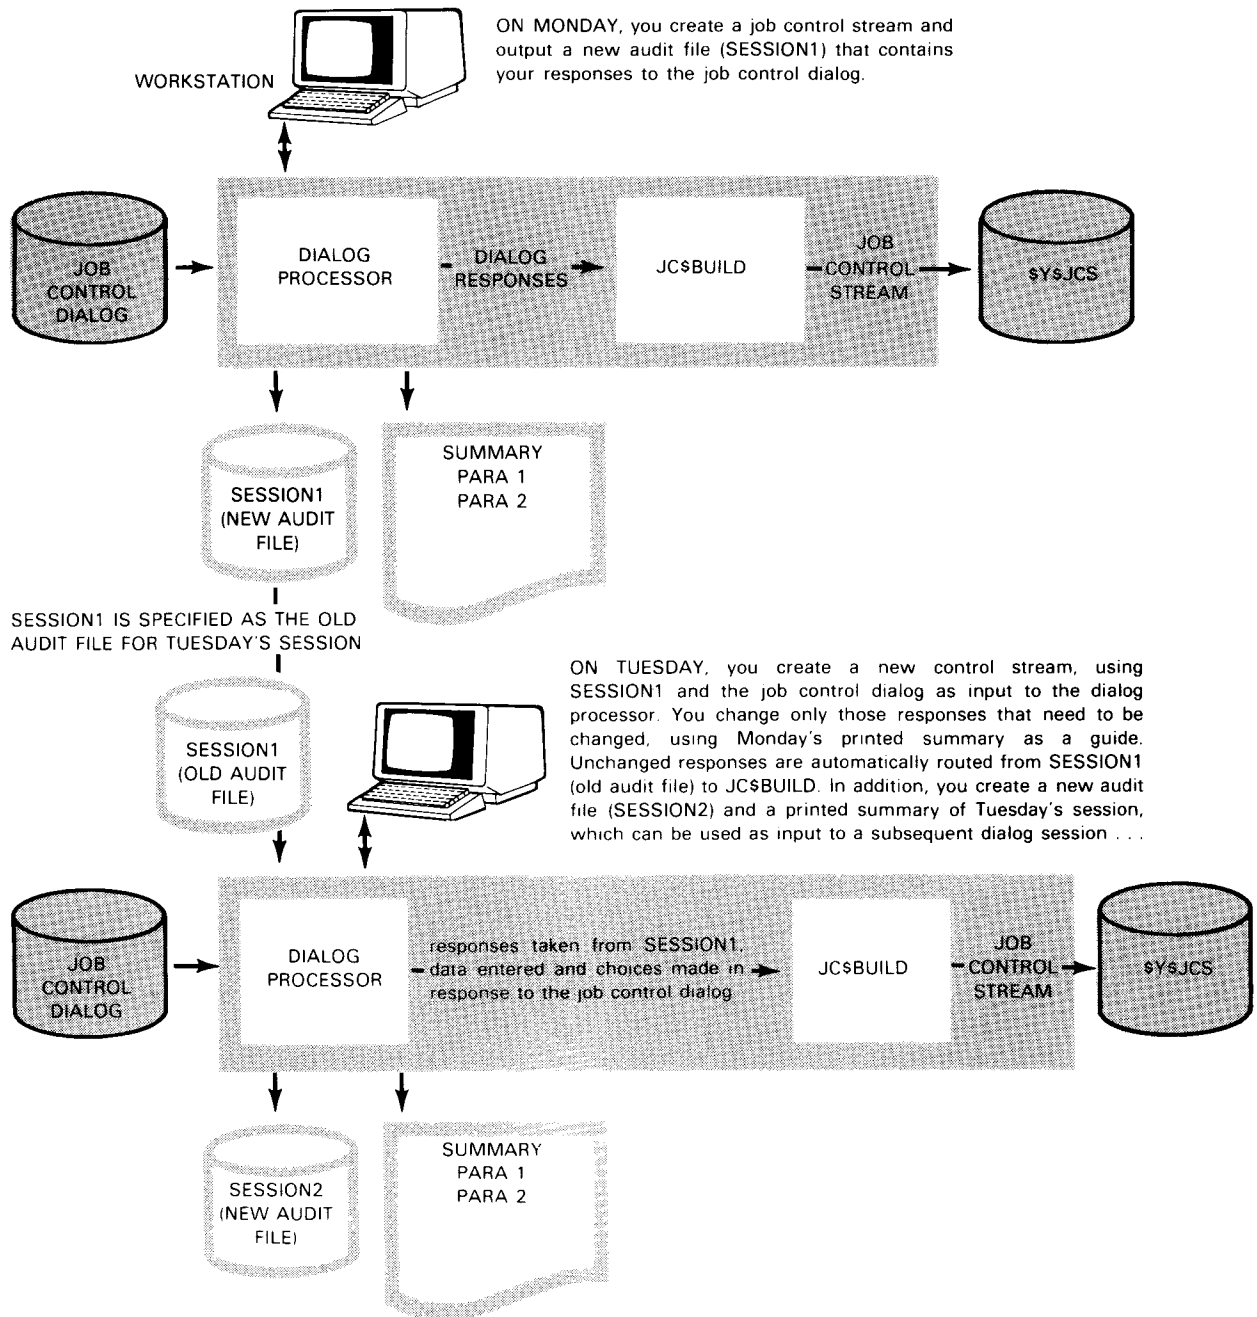 ON MONDAY, you create a job control stream and
output a new audit file (SESSION1) that contains
your responses to the job control dialog.
WORKSTATION
JOB
CONTROL
DIALOG
DIALOG
PROCESSOR
DIALOG
RESPONSES
JC$BUILD
JOB
CONTROL
STREAM
$Y$JCS
SESSION1
(NEW AUDIT
FILE)
SUMMARY
PARA 1
PARA 2
SESSION1 IS SPECIFIED AS THE OLD
AUDIT FILE FOR TUESDAY'S SESSION
SESSION1
(OLD AUDIT
FILE)
ON TUESDAY, you create a new control stream, using
SESSION1 and the job control dialog as input to the dialog
processor. You change only those responses that need to be
changed, using Monday's printed summary as a guide.
Unchanged responses are automatically routed from SESSION1
(old audit file) to JC$BUILD. In addition, you create a new audit
file (SESSION2) and a printed summary of Tuesday's session,
which can be used as input to a subsequent dialog session . . .
JOB
CONTROL
DIALOG
DIALOG
PROCESSOR
responses taken from SESSION1,
data entered and choices made in
response to the job control dialog
JC$BUILD
JOB
CONTROL
STREAM
$Y$JCS
SESSION2
(NEW AUDIT
FILE)
SUMMARY
PARA 1
PARA 2